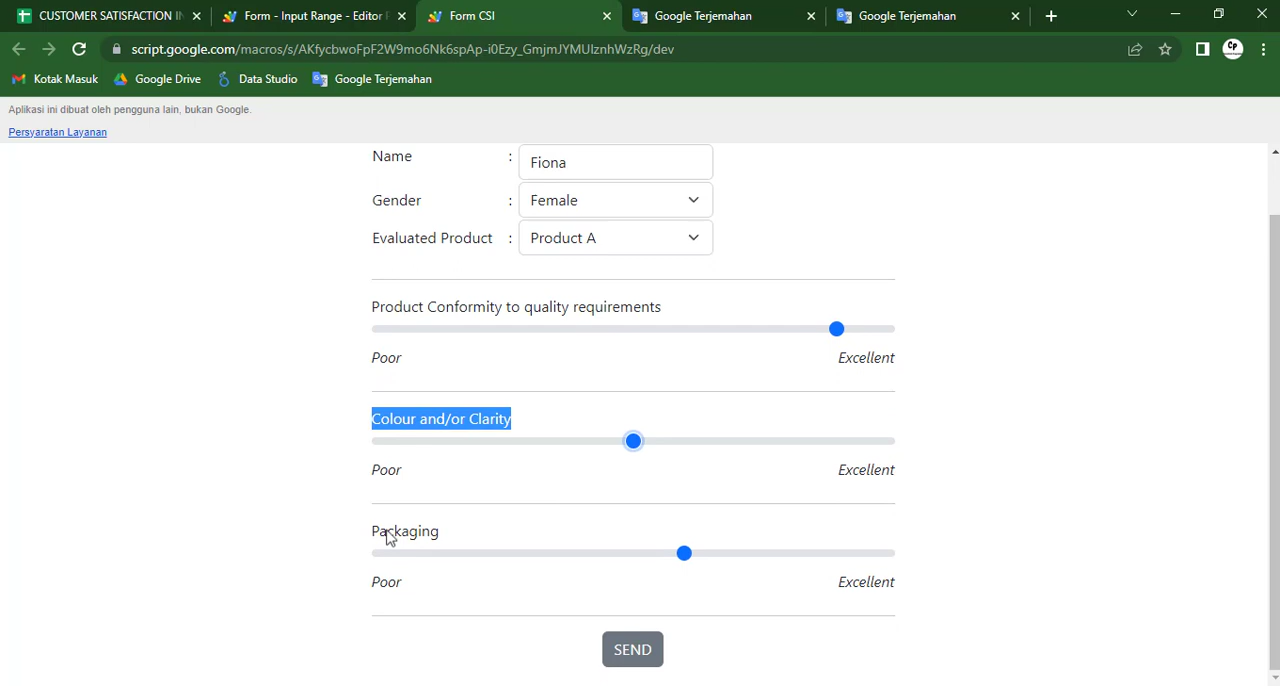 CUSTOMER SATISFACTION IN
Form - Input Range - Editor
Form CSI
Google Terjemahan
Google Terjemahan
script.google.com/macros/s/AKfycbwoFpF2W9mo6Nk6spAp-i0Ezy_GmjmJYMUIznhWzRg/dev
Cp
Kotak Masuk
Google Drive
Data Studio
Google Terjemahan
Aplikasi ini dibuat oleh pengguna lain, bukan Google.
Persyaratan Layanan
Name : Fiona
Gender : Female
Evaluated Product : Product A
Product Conformity to quality requirements
Poor Excellent
Colour and/or Clarity
Poor Excellent
Packaging
Poor Excellent
SEND